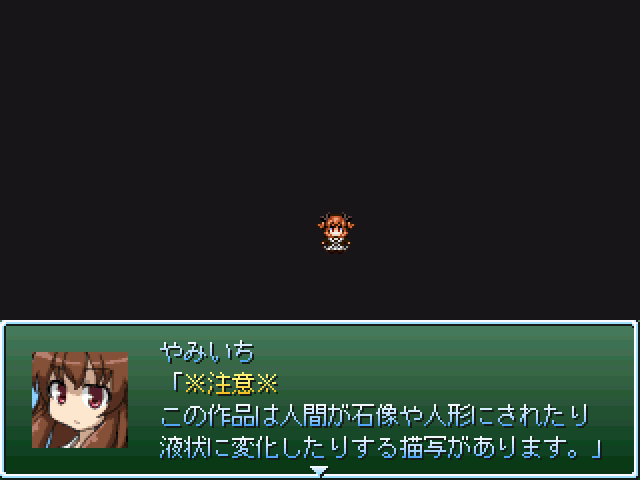 やみいち
「※注意※
この作品は人間が石像や人形にされたり
液状に変化したりする描写があります。」